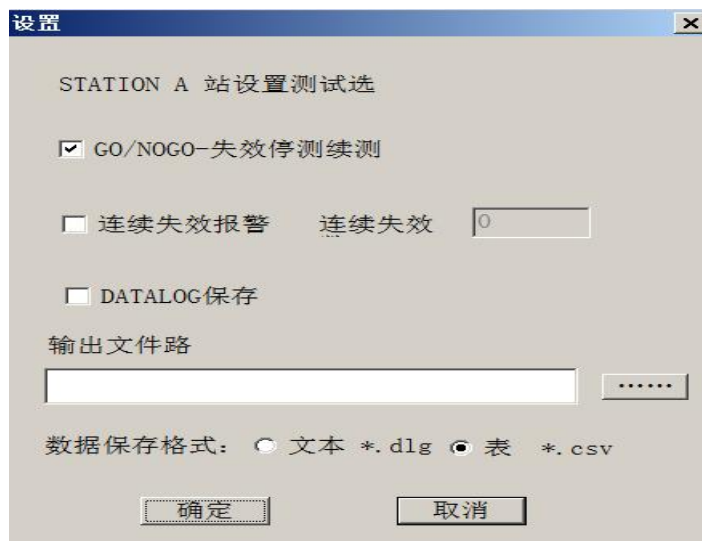 设置
STATION A 站设置测试选
GO/NOGO-失效停测续测
连续失效报警 连续失效 0
DATALOG保存
输出文件路
......
数据保存格式: 文本 *.dlg 表 *.csv
确定 取消